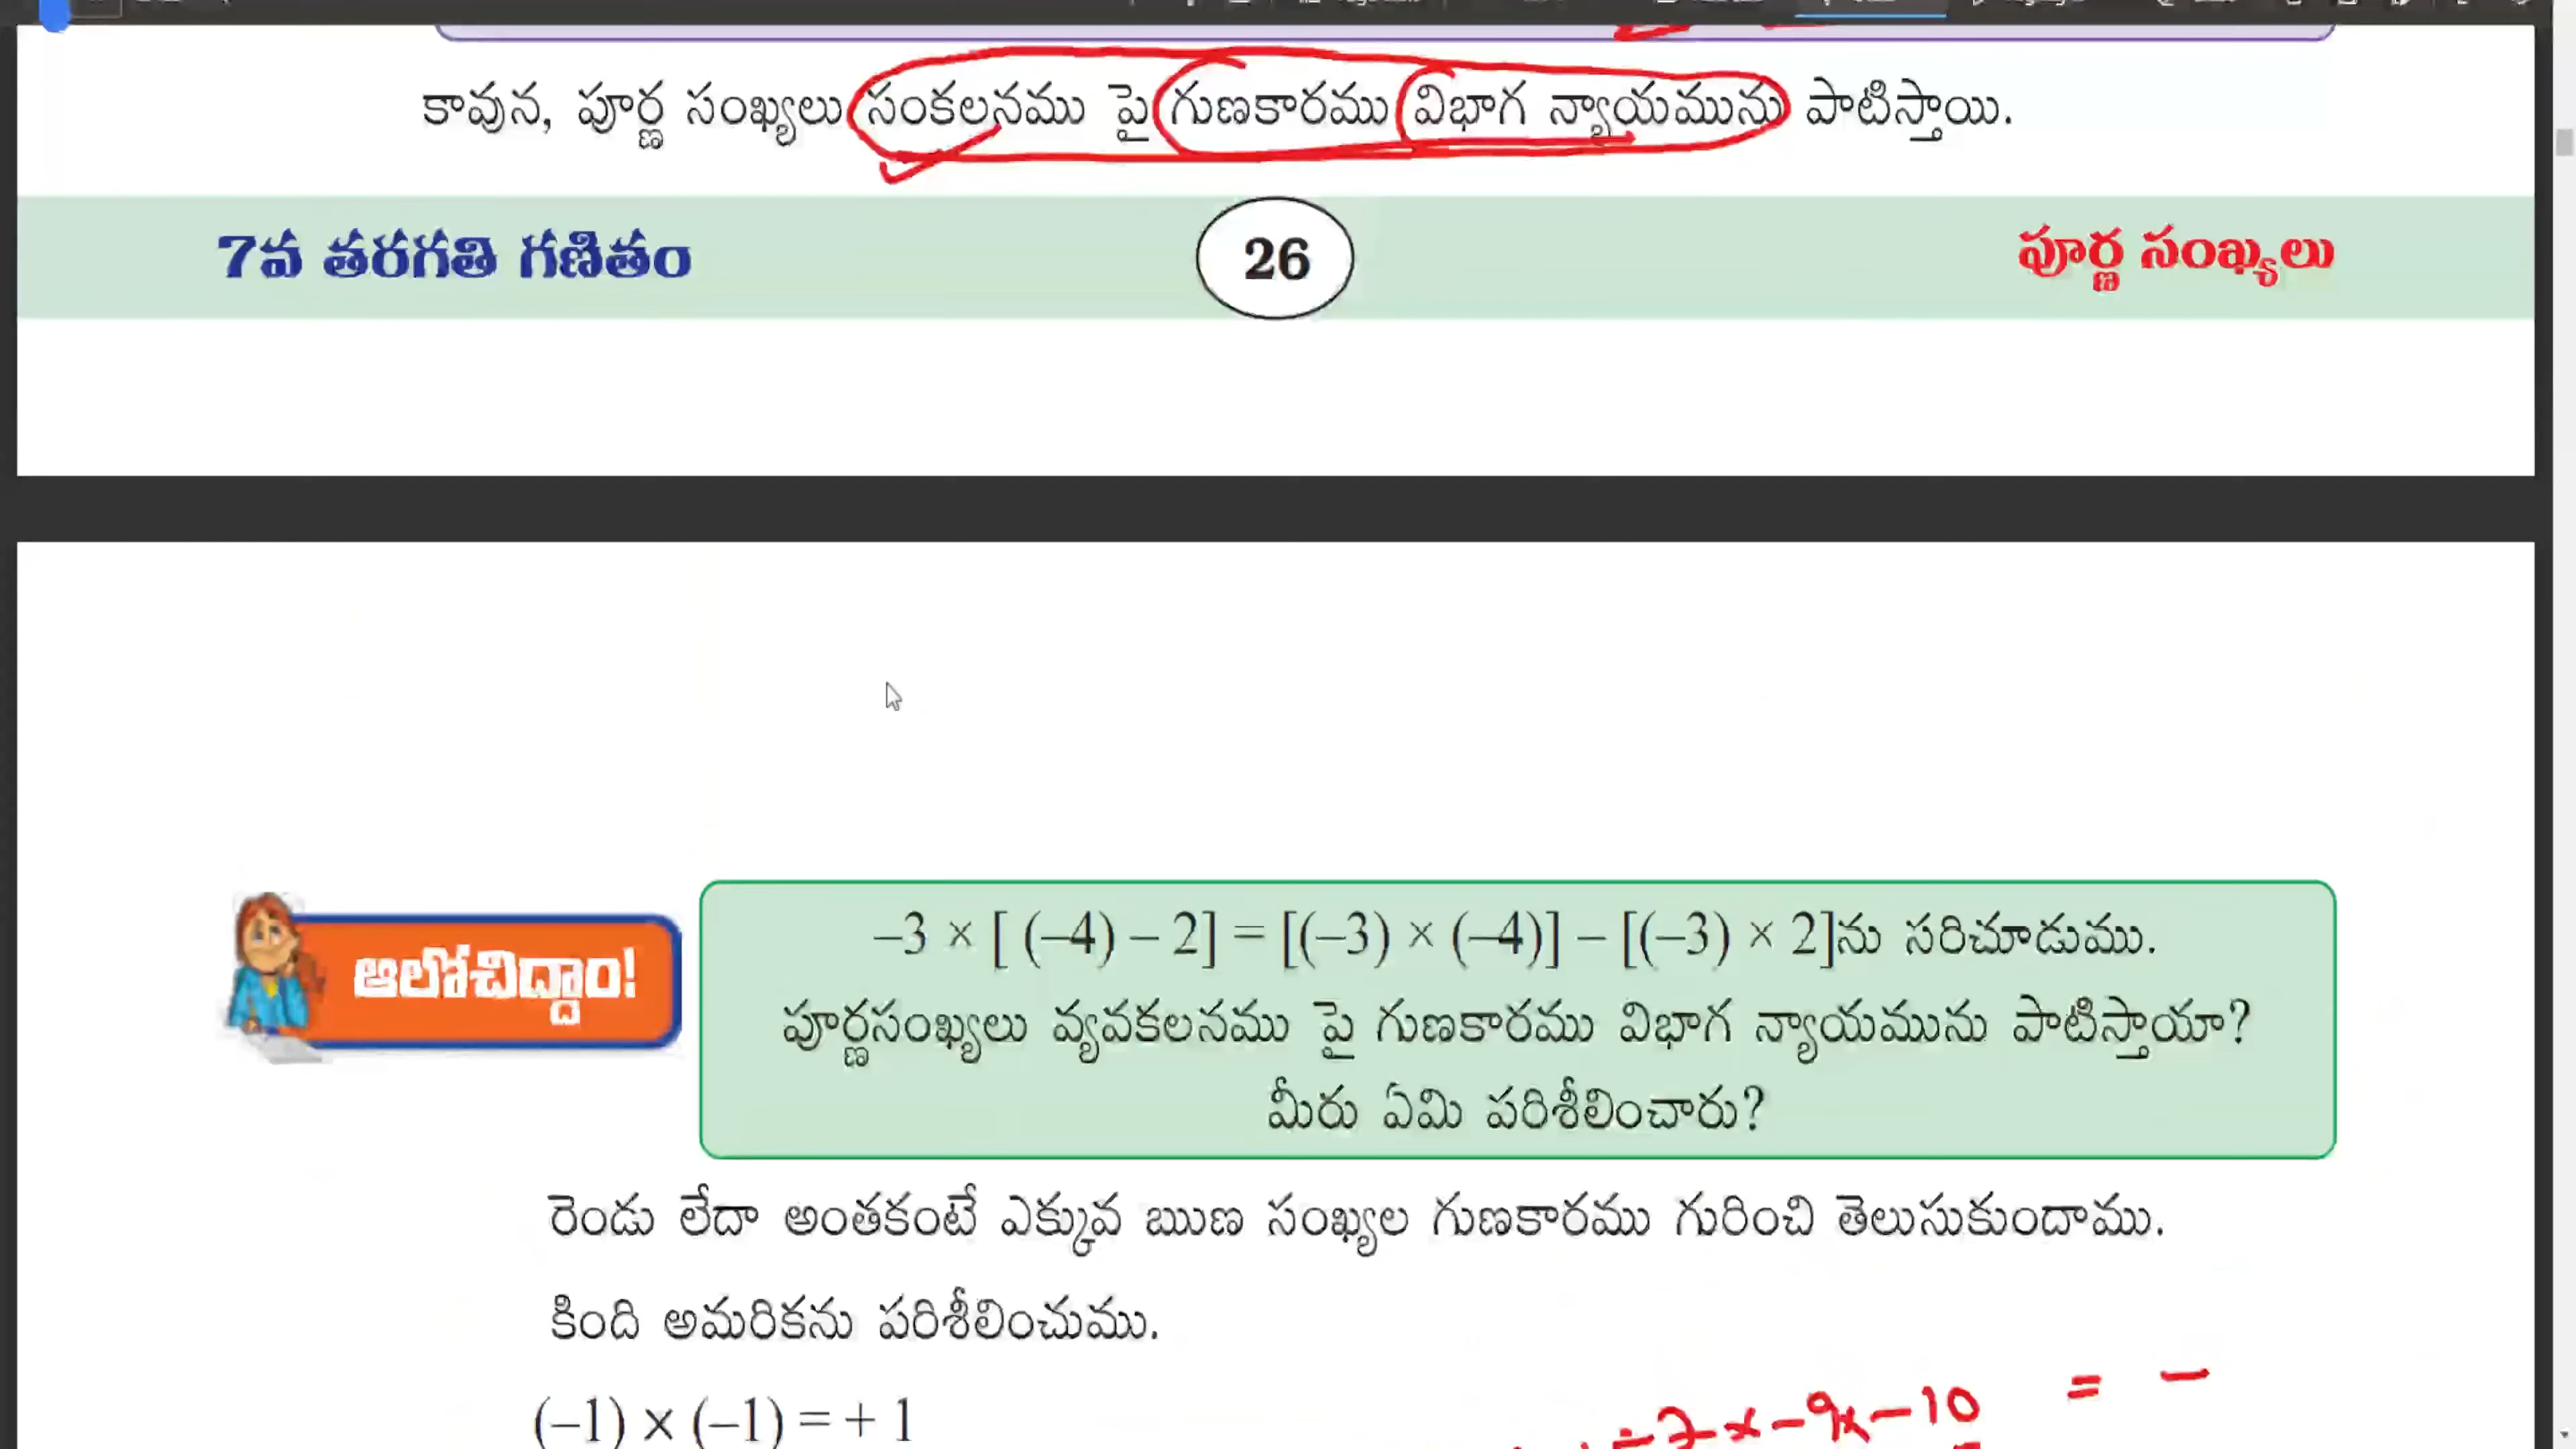 కావున, పూర్ణ సంఖ్యలు సంకలనము పై గుణకారము విభాగ న్యాయమును పాటిస్తాయి.
7వ తరగతి గణితం 26 పూర్ణ సంఖ్యలు
ఆలోచిద్దాం!
–3 × [ (–4) – 2] = [(–3) × (–4)] – [(–3) × 2]ను సరిచూడుము.
పూర్ణసంఖ్యలు వ్యవకలనము పై గుణకారము విభాగ న్యాయమును పాటిస్తాయా?
మీరు ఏమి పరిశీలించారు?
రెండు లేదా అంతకంటే ఎక్కువ ఋణ సంఖ్యల గుణకారము గురించి తెలుసుకుందాము.
కింది అమరికను పరిశీలించుము.
(–1) × (–1) = + 1
–9x –10 = –